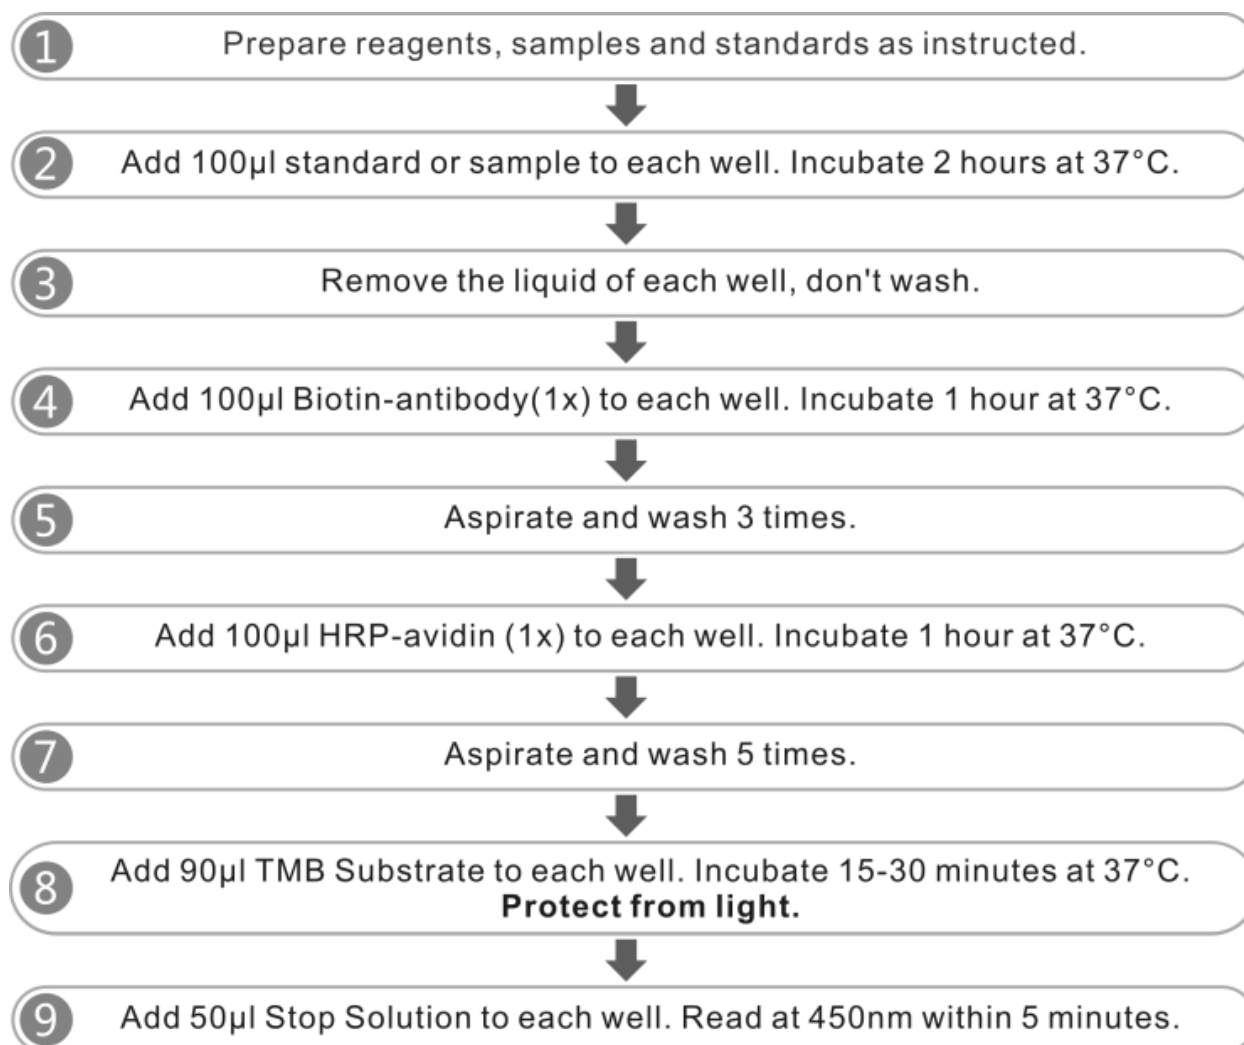 1 Prepare reagents, samples and standards as instructed.
2 Add 100µl standard or sample to each well. Incubate 2 hours at 37°C.
3 Remove the liquid of each well, don't wash.
4 Add 100µl Biotin-antibody(1x) to each well. Incubate 1 hour at 37°C.
5 Aspirate and wash 3 times.
6 Add 100µl HRP-avidin (1x) to each well. Incubate 1 hour at 37°C.
7 Aspirate and wash 5 times.
8 Add 90µl TMB Substrate to each well. Incubate 15-30 minutes at 37°C.
Protect from light.
9 Add 50µl Stop Solution to each well. Read at 450nm within 5 minutes.